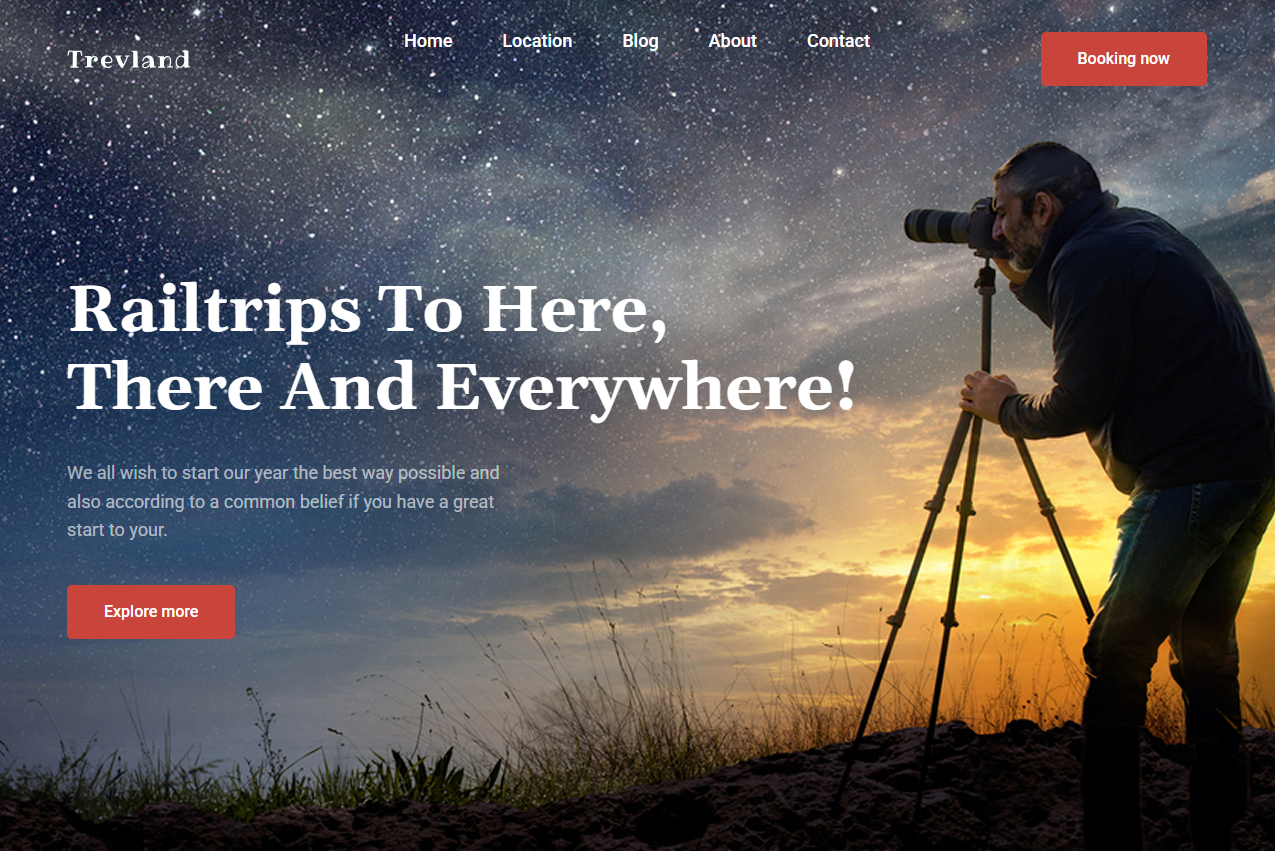 Trevland
Home Location Blog About Contact
Booking now
Railtrips To Here,
There And Everywhere!
We all wish to start our year the best way possible and
also according to a common belief if you have a great
start to your.
Explore more